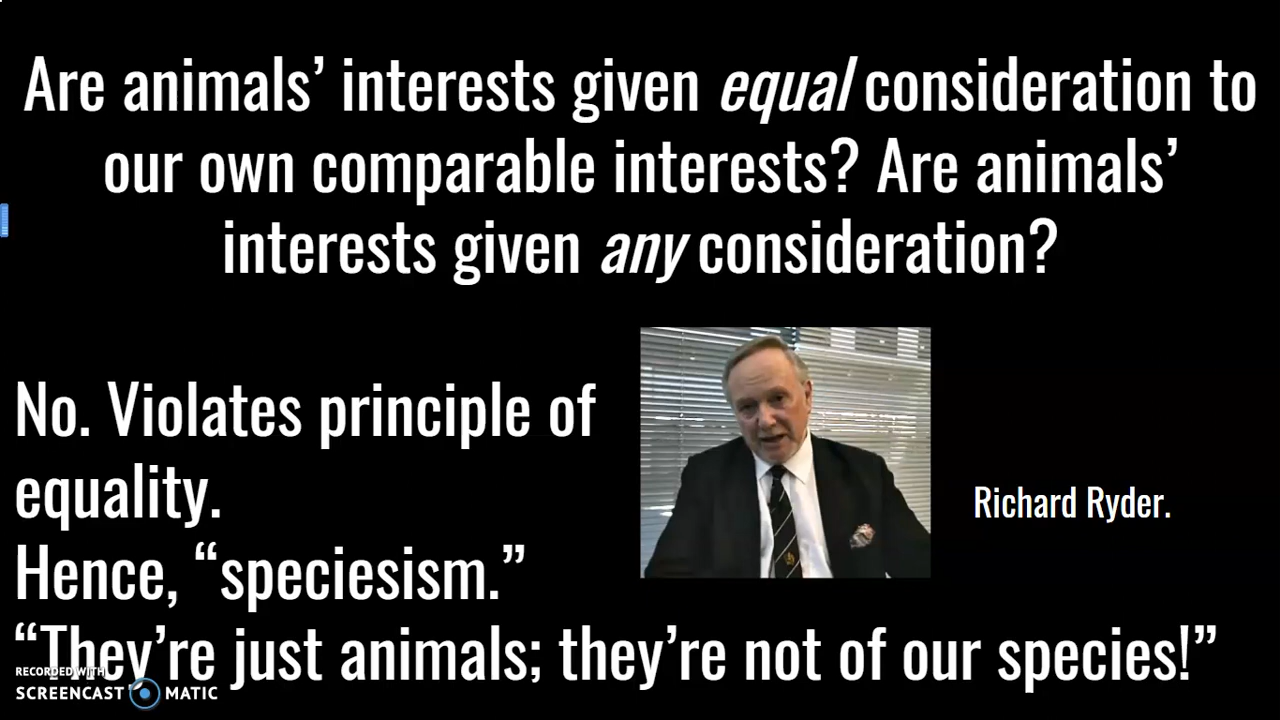 Are animals’ interests given equal consideration to
our own comparable interests? Are animals’
interests given any consideration?
No. Violates principle of
equality.
Hence, “speciesism.”
Richard Ryder.
“They’re just animals; they’re not of our species!”
RECORDED WITH
SCREENCAST MATIC